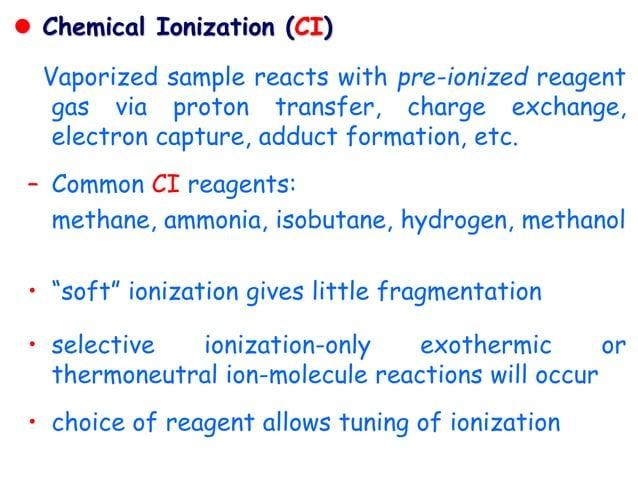 ● Chemical Ionization (CI)
Vaporized sample reacts with pre-ionized reagent
gas via proton transfer, charge exchange,
electron capture, adduct formation, etc.
– Common CI reagents:
methane, ammonia, isobutane, hydrogen, methanol
• “soft” ionization gives little fragmentation
• selective ionization-only exothermic or
thermoneutral ion-molecule reactions will occur
• choice of reagent allows tuning of ionization